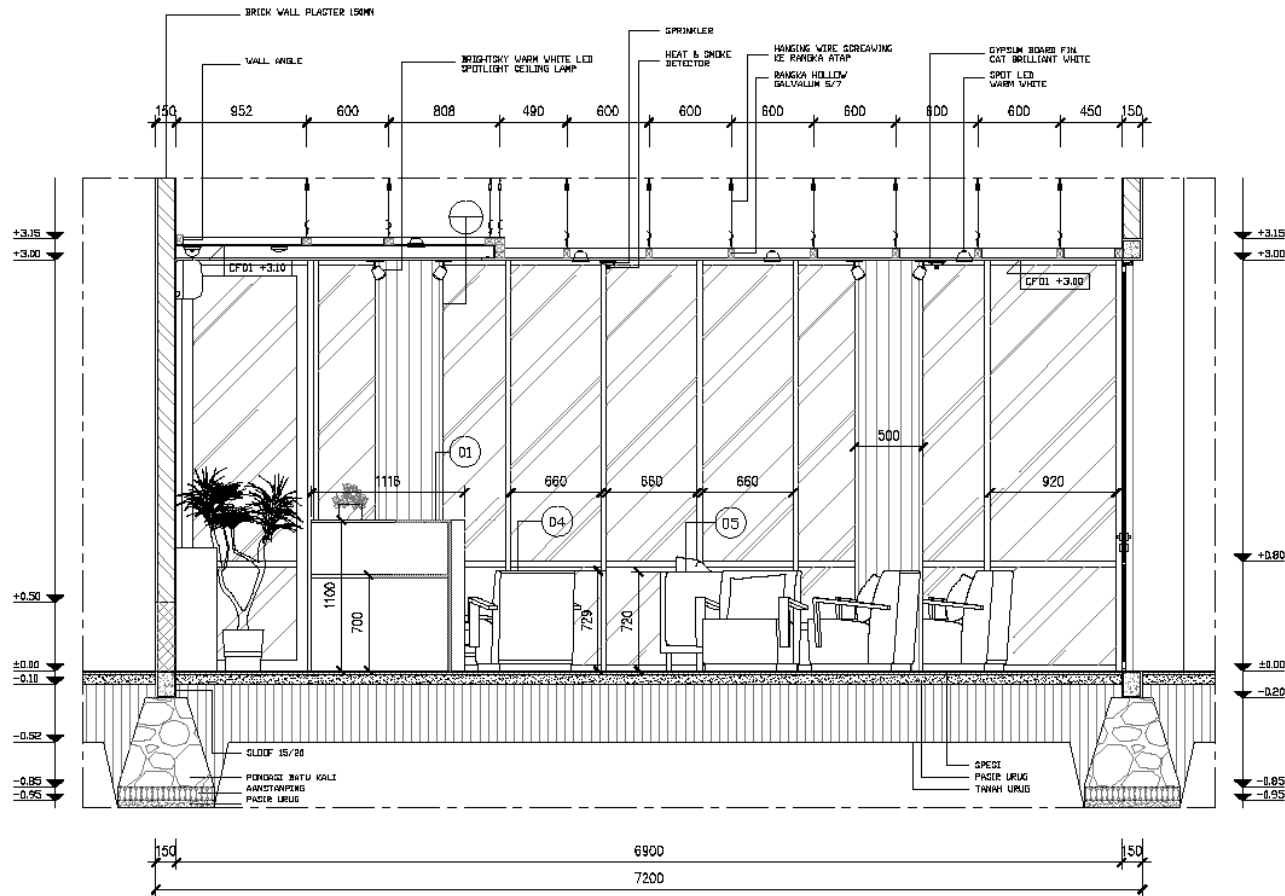 BRICK WALL PLASTER 150MM
WALL ANGLE
BRIGHTSKY WARM WHITE LED
SPOTLIGHT CEILING LAMP
SPRINKLER
HEAT & SMOKE
DETECTOR
HANGING WIRE SCREAWING
KE RANGKA ATAP
RANGKA HOLLOW
GALVALUM 5/7
GYPSUM BOARD FIN.
CAT BRILLIANT WHITE
SPOT LED
WARM WHITE
150 952 600 808 490 600 600 600 600 600 600 450 150
+3.15
+3.00
+3.15
+3.00
CF01 +3.10
CF01 +3.00
500
D1
1116
660
660
660
920
D4
D5
1100
700
729
720
+0.50
±0.00
-0.10
-0.52
-0.85
-0.95
+0.80
±0.00
-0.20
-0.85
-0.95
SLOOF 15/20
PONDASI BATU KALI
AANSTANPING
PASIR URUG
SPESI
PASIR URUG
TANAH URUG
150 6900 150
7200